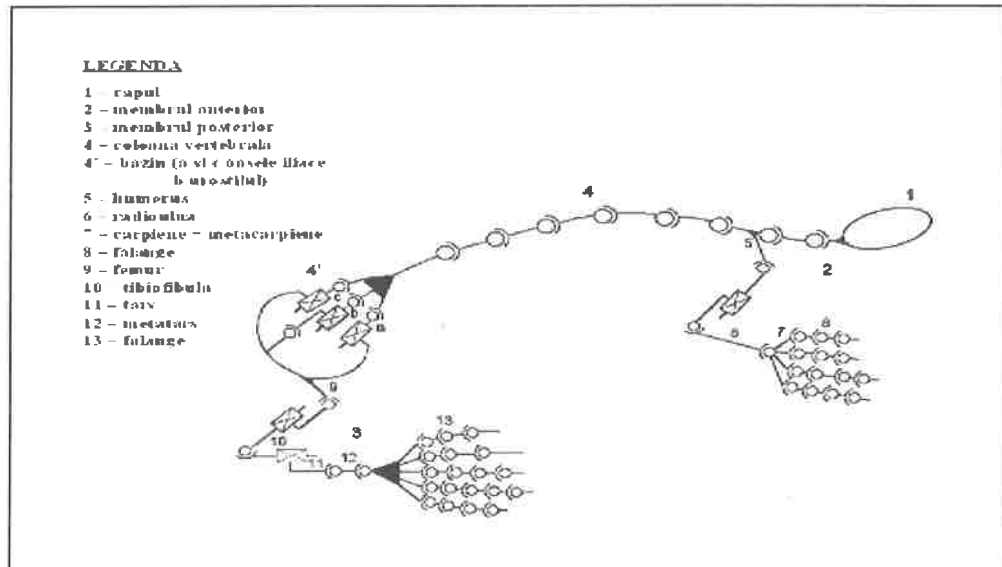 LEGENDA
1 – capul
2 – membrul anterior
3 – membrul posterior
4 – coloana vertebrala
4' – bazin (a si c oasele iliace
b urostilul)
5 – humerus
6 – radioulna
7 – carpiene – metacarpiene
8 – falange
9 – femur
10 – tibiofibula
11 – tars
12 – metatars
13 – falange
4
1
5
2
4'
c
b
a
6
7
8
9
3
13
10
11
12